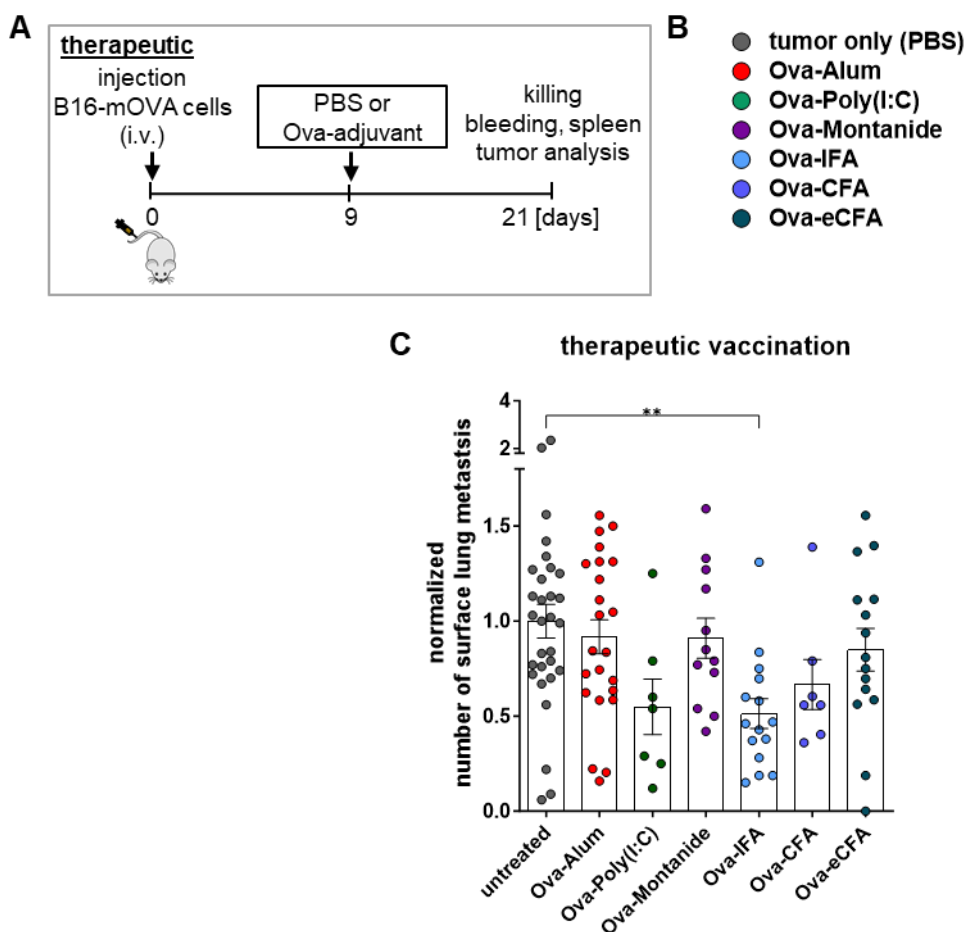 A
therapeutic
injection
B16-mOVA cells
(i.v.)
PBS or
Ova-adjuvant
killing
bleeding, spleen
tumor analysis
0
9
21 [days]
B
tumor only (PBS)
Ova-Alum
Ova-Poly(I:C)
Ova-Montanide
Ova-IFA
Ova-CFA
Ova-eCFA
C
therapeutic vaccination
normalized
number of surface lung metastsis
4
2
1.5
1.0
0.5
0.0
**
untreated
Ova-Alum
Ova-Poly(I:C)
Ova-Montanide
Ova-IFA
Ova-CFA
Ova-eCFA